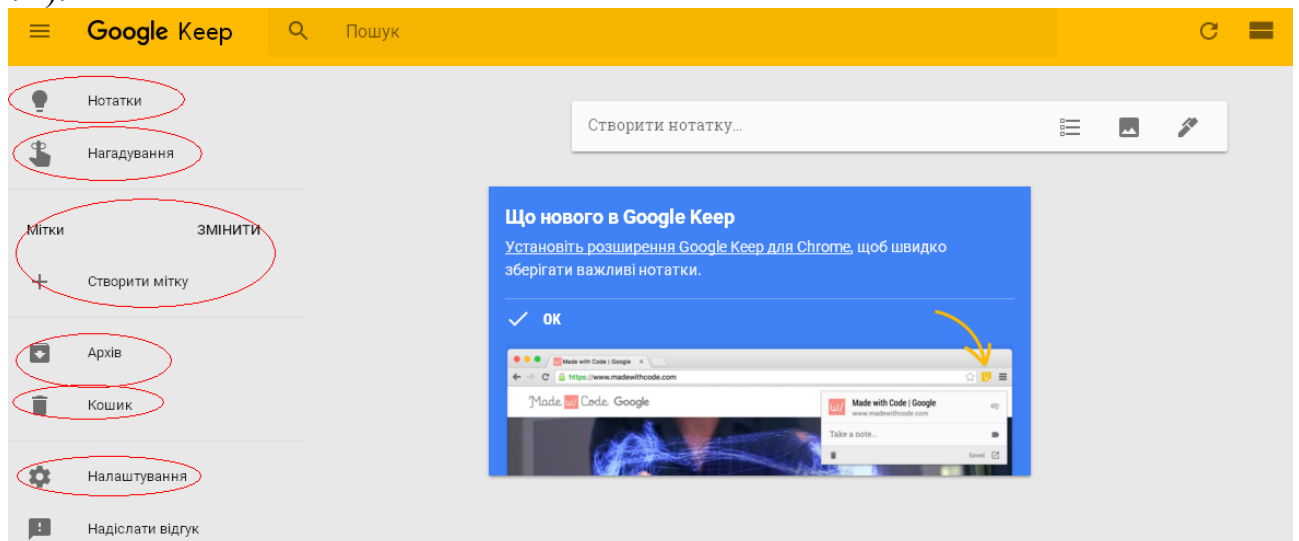 Google Keep
Пошук
Нотатки
Нагадування
Мітки
ЗМІНИТИ
Створити мітку
Архів
Кошик
Налаштування
Надіслати відгук
Створити нотатку...
Що нового в Google Keep
Установіть розширення Google Keep для Chrome, щоб швидко
зберігати важливі нотатки.
ОК
Made with Code | Google
https://www.madewithcode.com
Made w/ Code Google
w/
Made with Code | Google
www.madewithcode.com
Take a note...
Saved